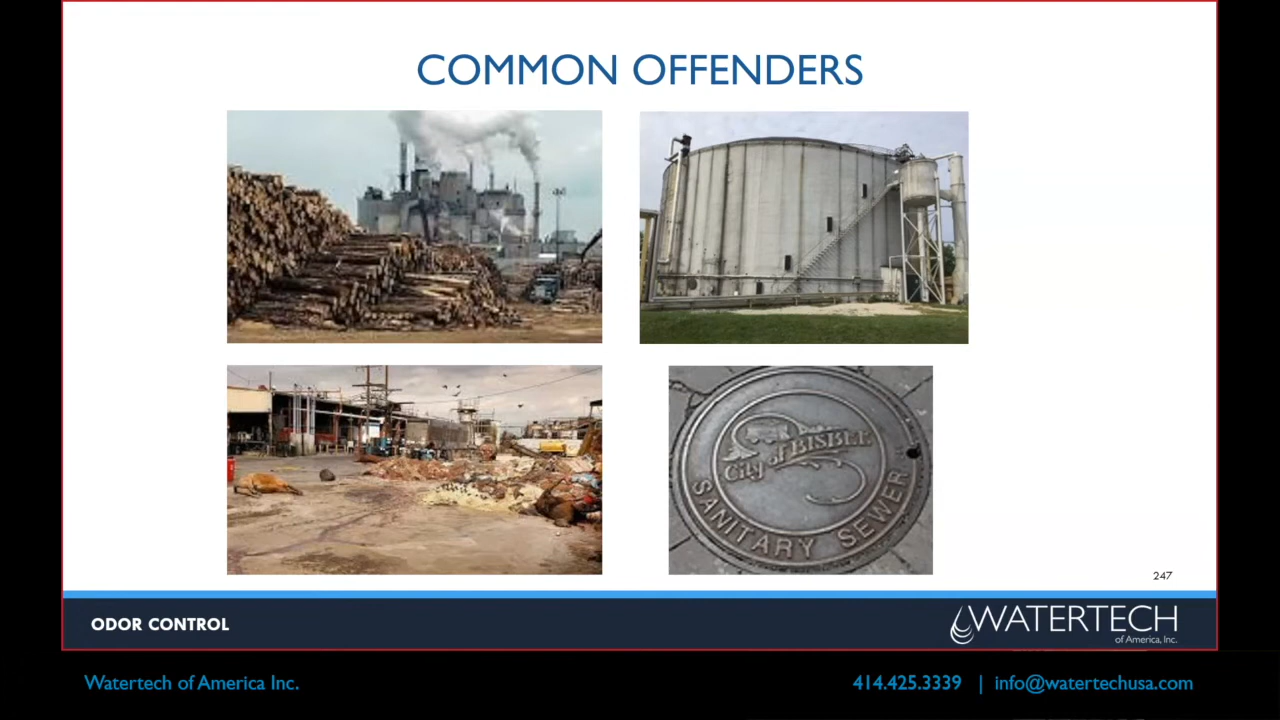 COMMON OFFENDERS
City of BISBEE
SANITARY SEWER
247
ODOR CONTROL
WATERTECH
of America, Inc.
Watertech of America Inc.
414.425.3339 | info@watertechusa.com